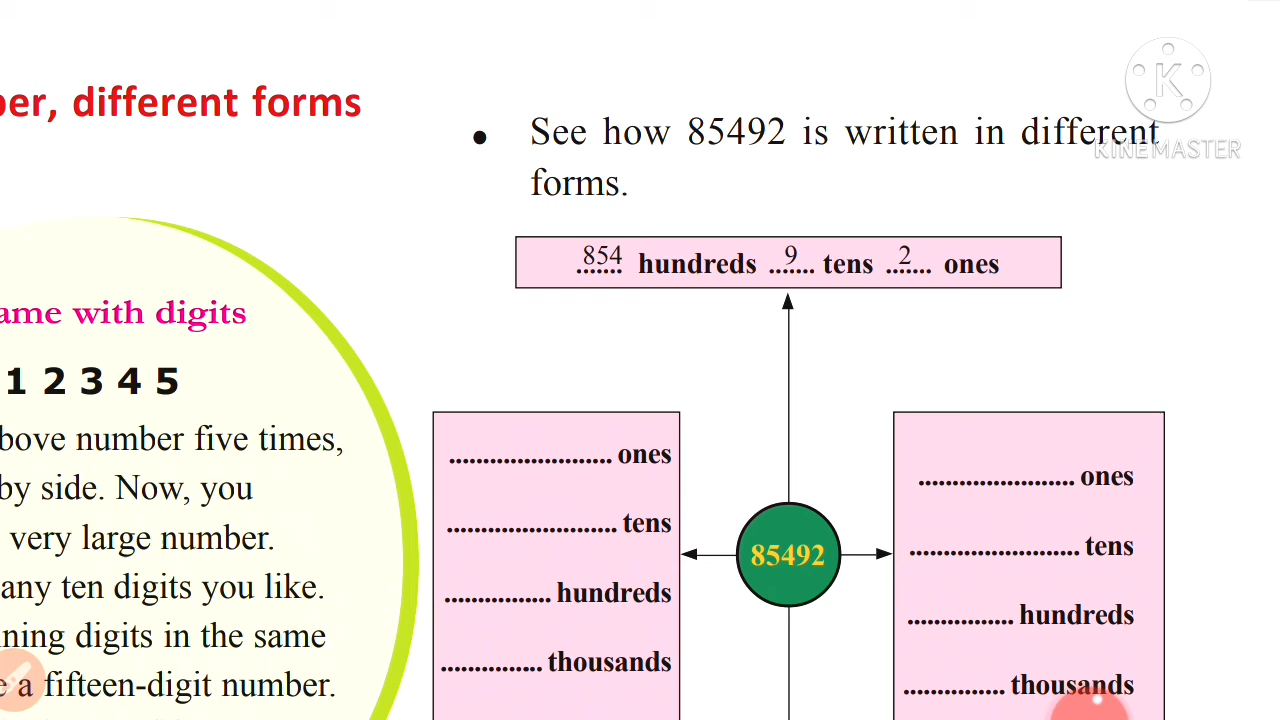 ber, different forms
ame with digits
1 2 3 4 5
bove number five times,
by side. Now, you
very large number.
any ten digits you like.
ining digits in the same
e a fifteen-digit number.
K
KINEMASTER
● See how 85492 is written in different
forms.
854 hundreds 9 tens 2 ones
........................ ones
........................ tens
................ hundreds
............... thousands
85492
........................ ones
........................ tens
................ hundreds
............... thousands